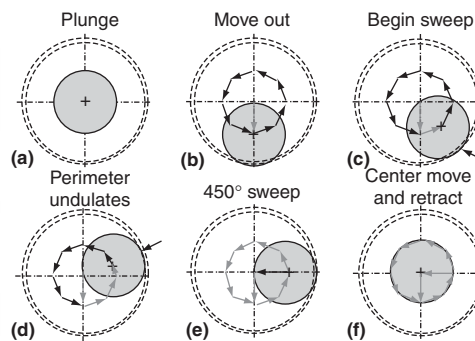 Plunge
Move out
Begin sweep
(a)
(b)
(c)
Perimeter
undulates
450° sweep
Center move
and retract
(d)
(e)
(f)